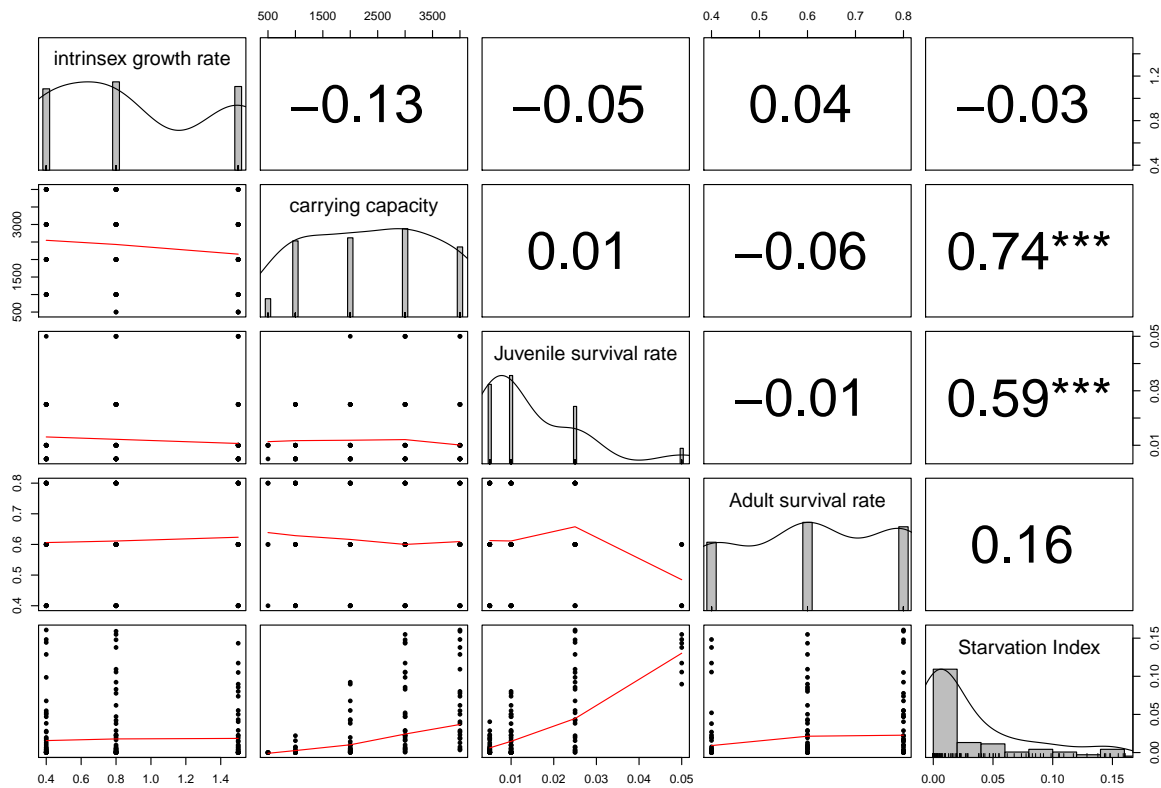 500 1500 2500 3500
0.4 0.5 0.6 0.7 0.8
intrinsex growth rate
−0.13
−0.05
0.04
−0.03
0.4 0.8 1.2
carrying capacity
0.01
−0.06
0.74***
500 1500 3000
Juvenile survival rate
−0.01
0.59***
0.01 0.03 0.05
Adult survival rate
0.16
0.4 0.5 0.6 0.7 0.8
Starvation Index
0.00 0.05 0.10 0.15
0.4 0.6 0.8 1.0 1.2 1.4
0.01 0.02 0.03 0.04 0.05
0.00 0.05 0.10 0.15